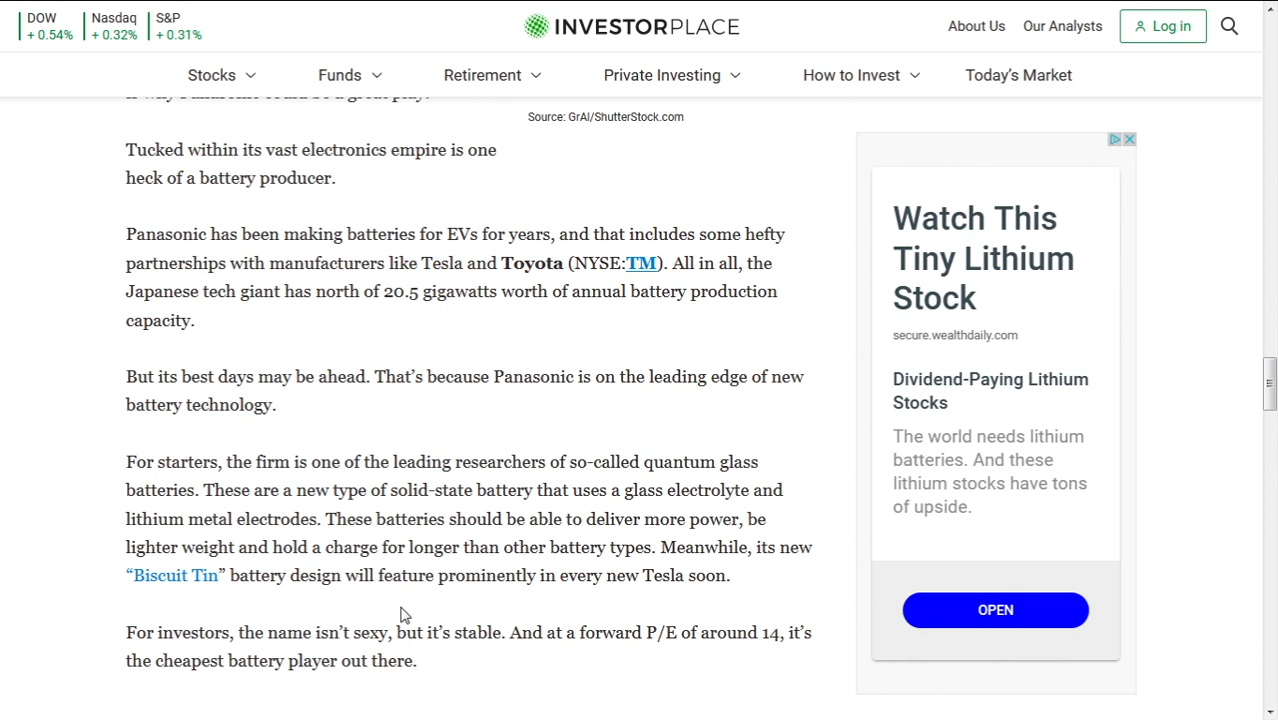 DOW
+ 0.54%
Nasdaq
+ 0.32%
S&P
+ 0.31%
INVESTORPLACE
About Us
Our Analysts
Log in
Stocks
Funds
Retirement
Private Investing
How to Invest
Today's Market
Source: GrAl/ShutterStock.com
Tucked within its vast electronics empire is one
heck of a battery producer.
Panasonic has been making batteries for EVs for years, and that includes some hefty
partnerships with manufacturers like Tesla and Toyota (NYSE:TM). All in all, the
Japanese tech giant has north of 20.5 gigawatts worth of annual battery production
capacity.
But its best days may be ahead. That’s because Panasonic is on the leading edge of new
battery technology.
For starters, the firm is one of the leading researchers of so-called quantum glass
batteries. These are a new type of solid-state battery that uses a glass electrolyte and
lithium metal electrodes. These batteries should be able to deliver more power, be
lighter weight and hold a charge for longer than other battery types. Meanwhile, its new
“Biscuit Tin” battery design will feature prominently in every new Tesla soon.
For investors, the name isn’t sexy, but it’s stable. And at a forward P/E of around 14, it’s
the cheapest battery player out there.
Watch This
Tiny Lithium
Stock
secure.wealthdaily.com
Dividend-Paying Lithium
Stocks
The world needs lithium
batteries. And these
lithium stocks have tons
of upside.
OPEN